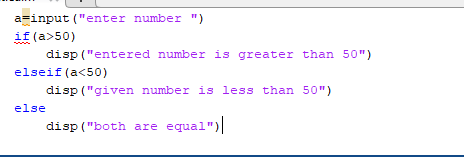 a=input("enter number ")
if(a>50)
    disp("entered number is greater than 50")
elseif(a<50)
    disp("given number is less than 50")
else
    disp("both are equal")